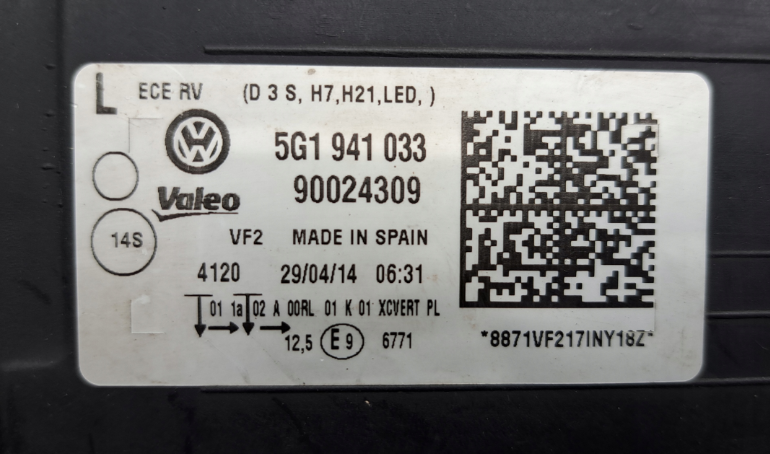 L ECE RV (D 3 S, H7,H21,LED, )
5G1 941 033
90024309
Valeo
14S
VF2 MADE IN SPAIN
4120 29/04/14 06:31
01 1a 02 A 00RL 01 K 01 XCVERT PL
12,5 E 9 6771
*8871VF217INY18Z*